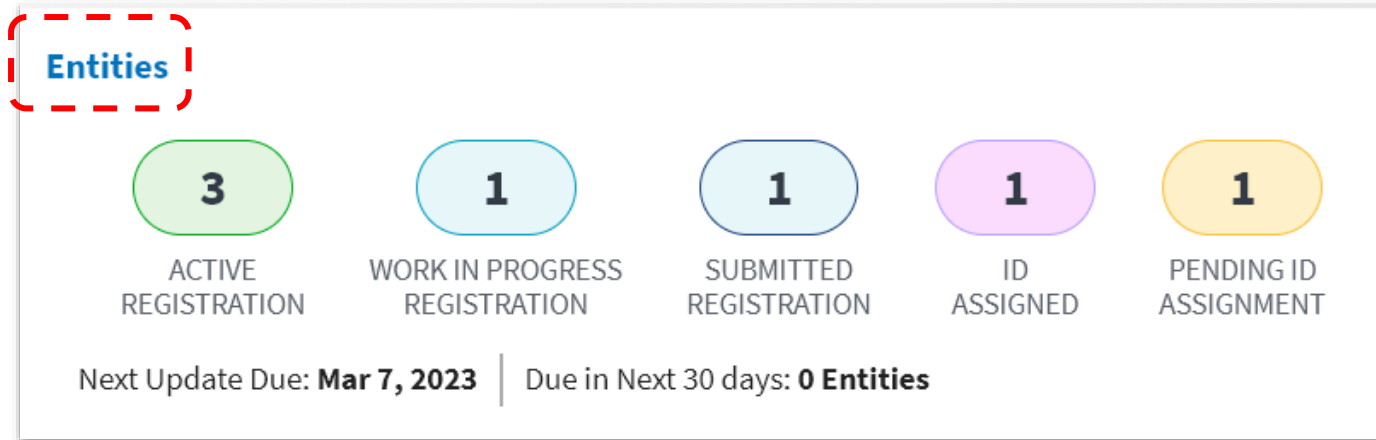 Entities
3
1
1
1
1
ACTIVE
REGISTRATION
WORK IN PROGRESS
REGISTRATION
SUBMITTED
REGISTRATION
ID
ASSIGNED
PENDING ID
ASSIGNMENT
Next Update Due: Mar 7, 2023
Due in Next 30 days: 0 Entities